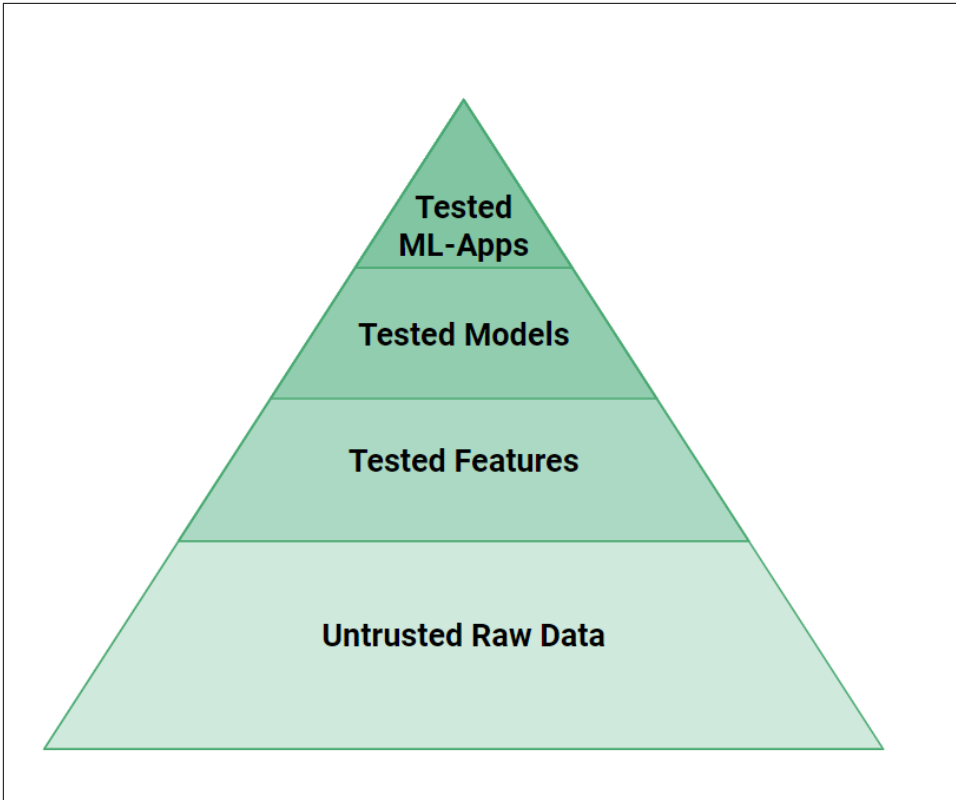 Tested
ML-Apps
Tested Models
Tested Features
Untrusted Raw Data